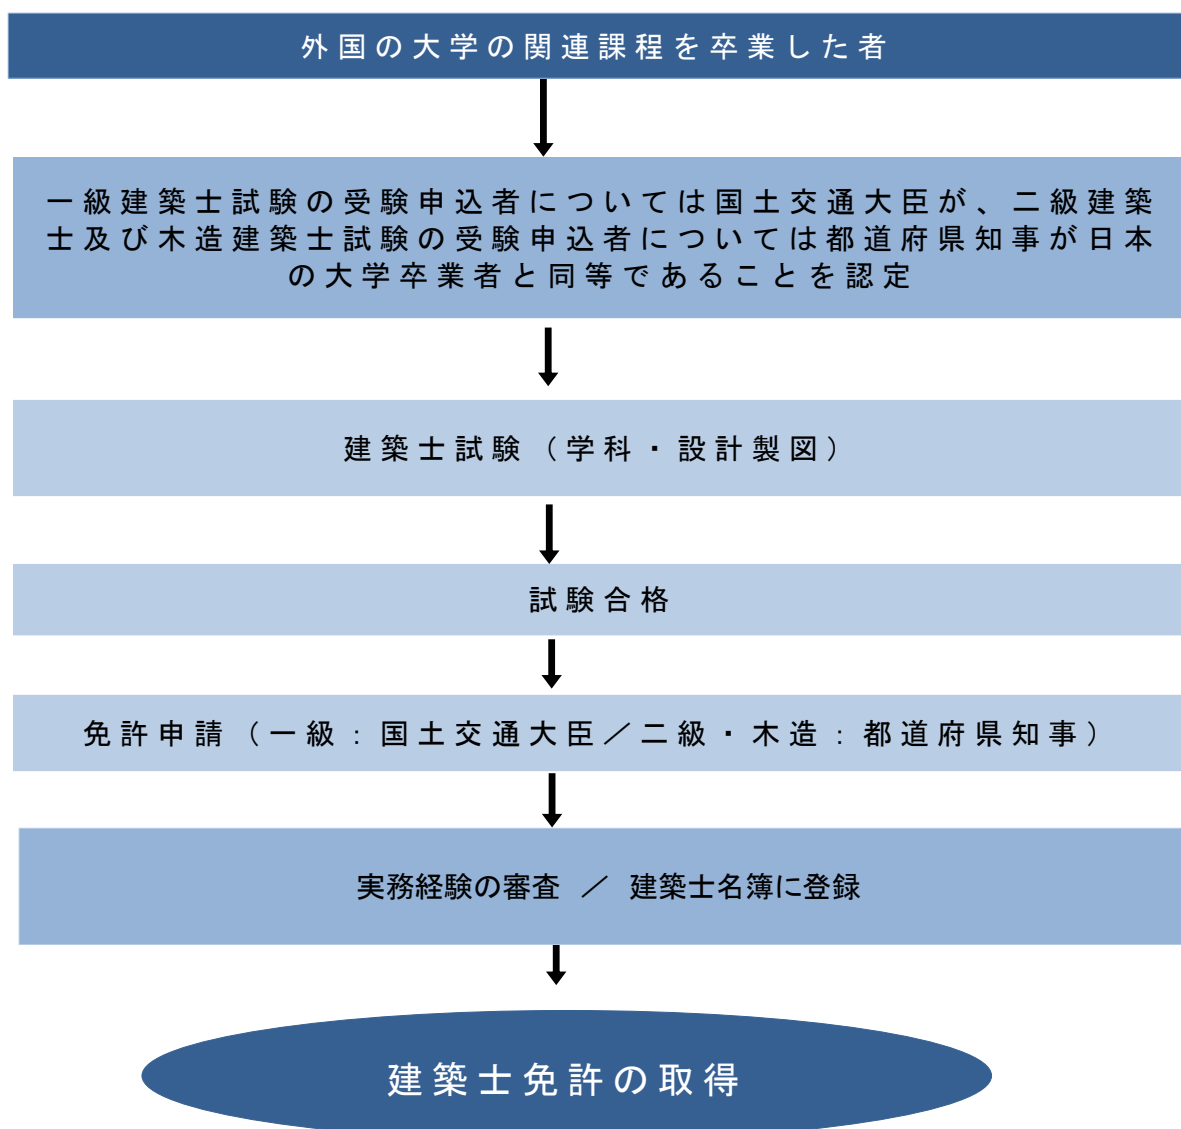 外国の大学の関連課程を卒業した者
一級建築士試験の受験申込者については国土交通大臣が、二級建築
士及び木造建築士試験の受験申込者については都道府県知事が日本
の大学卒業者と同等であることを認定
建築士試験（学科・設計製図）
試験合格
免許申請（一級：国土交通大臣／二級・木造：都道府県知事）
実務経験の審査　／　建築士名簿に登録
建築士免許の取得